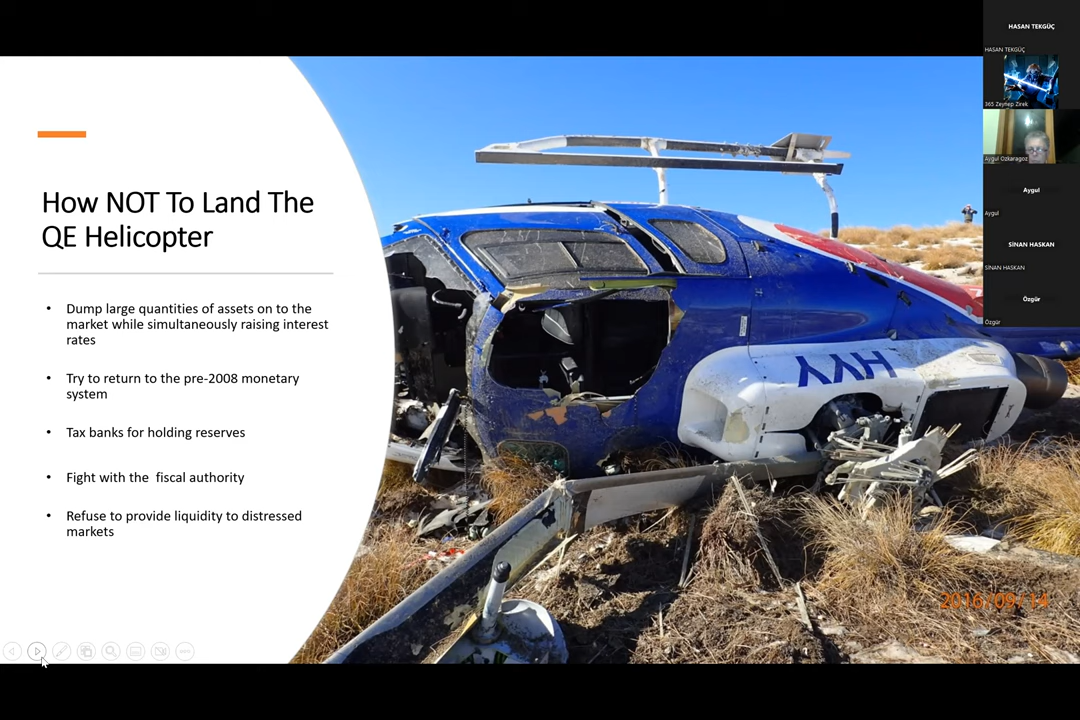 How NOT To Land The
QE Helicopter
• Dump large quantities of assets on to the
market while simultaneously raising interest
rates
• Try to return to the pre-2008 monetary
system
• Tax banks for holding reserves
• Fight with the fiscal authority
• Refuse to provide liquidity to distressed
markets
HYY
2016/09/14
HASAN TEKGÜÇ
HASAN TEKGÜÇ
365 Zeynep Zirek
Aygul Ozkaragoz
Aygul
Aygul
SİNAN HASKAN
SİNAN HASKAN
Özgür
Özgür